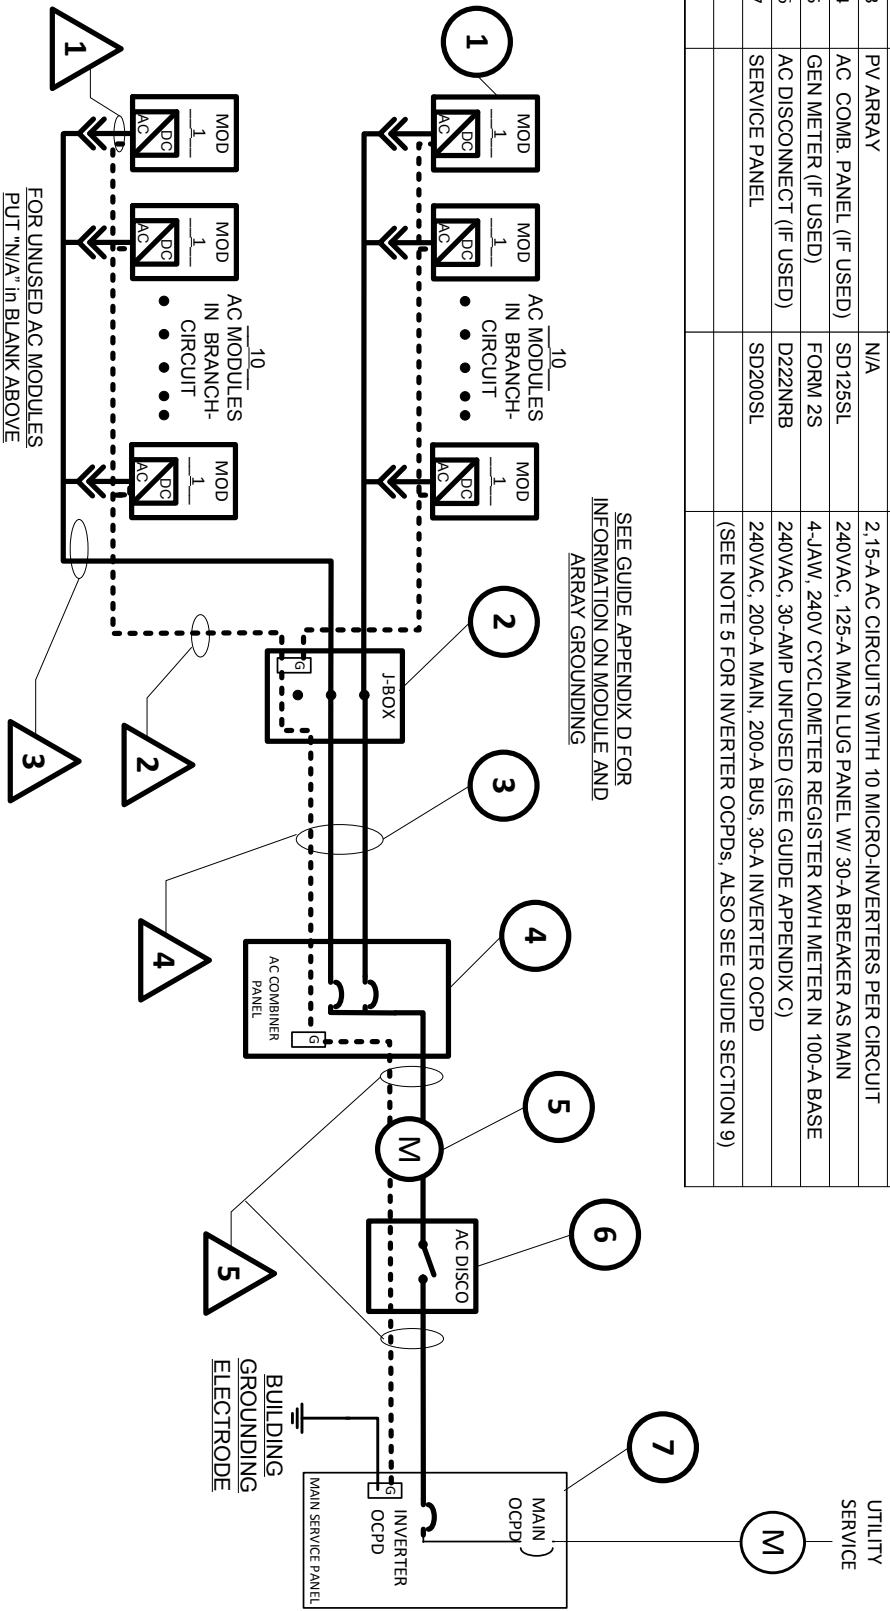 3 PV ARRAY N/A 2,15-A AC CIRCUITS WITH 10 MICRO-INVERTERS PER CIRCUIT
4 AC COMB. PANEL (IF USED) SD125SL 240VAC, 125-A MAIN LUG PANEL W/ 30-A BREAKER AS MAIN
5 GEN METER (IF USED) FORM 2S 4-JAW, 240V CYCLOMETER REGISTER KWH METER IN 100-A BASE
6 AC DISCONNECT (IF USED) D222NRB 240VAC, 30-AMP UNFUSED (SEE GUIDE APPENDIX C)
7 SERVICE PANEL SD200SL 240VAC, 200-A MAIN, 200-A BUS, 30-A INVERTER OCPD
(SEE NOTE 5 FOR INVERTER OCPDs, ALSO SEE GUIDE SECTION 9)
UTILITY
SERVICE
M
SEE GUIDE APPENDIX D FOR
INFORMATION ON MODULE AND
ARRAY GROUNDING
1
2
3
4
5
6
7
MOD
__1__
DC
AC
MOD
__1__
DC
AC
__10__
AC MODULES
IN BRANCH-
CIRCUIT
MOD
__1__
DC
AC
J-BOX
G
AC COMBINER
PANEL
G
M
AC DISCO
MAIN
OCPD
INVERTER
OCPD
G
MAIN SERVICE PANEL
MOD
__1__
DC
AC
MOD
__1__
DC
AC
__10__
AC MODULES
IN BRANCH-
CIRCUIT
MOD
__1__
DC
AC
BUILDING
GROUNDING
ELECTRODE
1
2
3
4
5
FOR UNUSED AC MODULES
PUT "N/A" in BLANK ABOVE